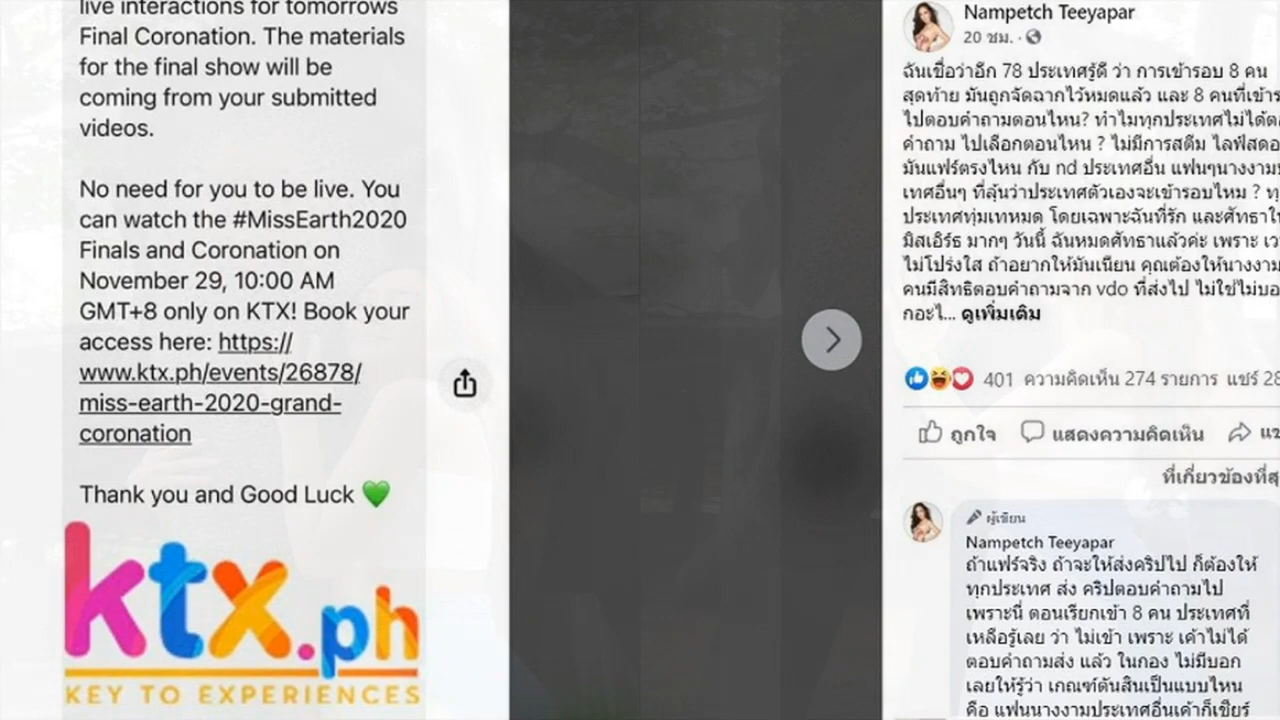 live interactions for tomorrows
Final Coronation. The materials
for the final show will be
coming from your submitted
videos.
No need for you to be live. You
can watch the #MissEarth2020
Finals and Coronation on
November 29, 10:00 AM
GMT+8 only on KTX! Book your
access here: https://
www.ktx.ph/events/26878/
miss-earth-2020-grand-
coronation
Thank you and Good Luck 💚
ktx.ph
KEY TO EXPERIENCES
Nampetch Teeyapar
20 ชม. ·
ฉันเชื่อว่าอีก 78 ประเทศรู้ดี ว่า การเข้ารอบ 8 คน
สุดท้าย มันถูกจัดฉากไว้หมดแล้ว และ 8 คนที่เข้าร
ไปตอบคำถามตอนไหน? ทำไมทุกประเทศไม่ได้ต
คำถาม ไปเลือกตอนไหน ? ไม่มีการสตีม ไลฟ์สด
มันแฟร์ตรงไหน กับ nd ประเทศอื่น แฟนๆนางงาม
เทศอื่นๆ ที่ลุ้นว่าประเทศตัวเองจะเข้ารอบไหม ? ทุ
ประเทศทุ่มเทหมด โดยเฉพาะฉันที่รัก และศัทธาใ
มิสเอิร์ธ มากๆ วันนี้ ฉันหมดศัทธาแล้วค่ะ เพราะ เว
ไม่โปร่งใส ถ้าอยากให้มันเนียน คุณต้องให้นางงาม
คนมีสิทธิตอบคำถามจาก vdo ที่ส่งไป ไม่ใช่ไม่บอ
กอะไ... ดูเพิ่มเติม
401 ความคิดเห็น 274 รายการ แชร์ 28
ถูกใจ แสดงความคิดเห็น แช
ที่เกี่ยวข้องที่สุ
ผู้เขียน
Nampetch Teeyapar
ถ้าแฟร์จริง ถ้าจะให้ส่งคริปไป ก็ต้องให้
ทุกประเทศ ส่ง คริปตอบคำถามไป
เพราะนี่ ตอนเรียกเข้า 8 คน ประเทศที่
เหลือรู้เลย ว่า ไม่เข้า เพราะ เค้าไม่ได้
ตอบคำถามส่ง แล้ว ในกอง ไม่มีบอก
เลยให้รู้ว่า เกณฑ์ตันสินเป็นแบบไหน
คือ แฟนนางงามประเทศอื่นเค้าก็เชียร์